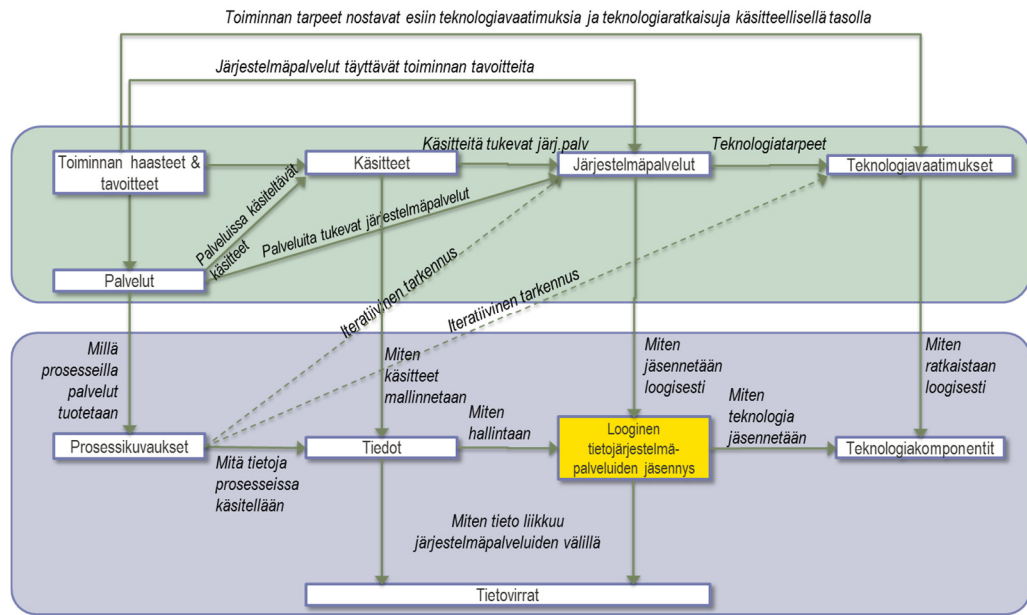 Toiminnan tarpeet nostavat esiin teknologiavaatimuksia ja teknologiaratkaisuja käsitteellisellä tasolla
Järjestelmäpalvelut täyttävät toiminnan tavoitteita
Toiminnan haasteet &
tavoitteet
Käsitteet
Käsitteitä tukevat järj.palv
Järjestelmäpalvelut
Teknologiatarpeet
Teknologiavaatimukset
Palveluissa käsiteltävät
käsitteet
Palveluita tukevat järjestelmäpalvelut
Palvelut
Iteratiivinen tarkennus
Iteratiivinen tarkennus
Millä
prosesseilla
palvelut
tuotetaan
Miten
käsitteet
mallinnetaan
Miten
jäsennetään
loogisesti
Miten
ratkaistaan
loogisesti
Prosessikuvaukset
Mitä tietoja
prosesseissa
käsitellään
Tiedot
Miten
hallintaan
Looginen
tietojärjestelmä-
palveluiden jäsennys
Miten
teknologia
jäsennetään
Teknologiakomponentit
Miten tieto liikkuu
järjestelmäpalveluiden välillä
Tietovirrat